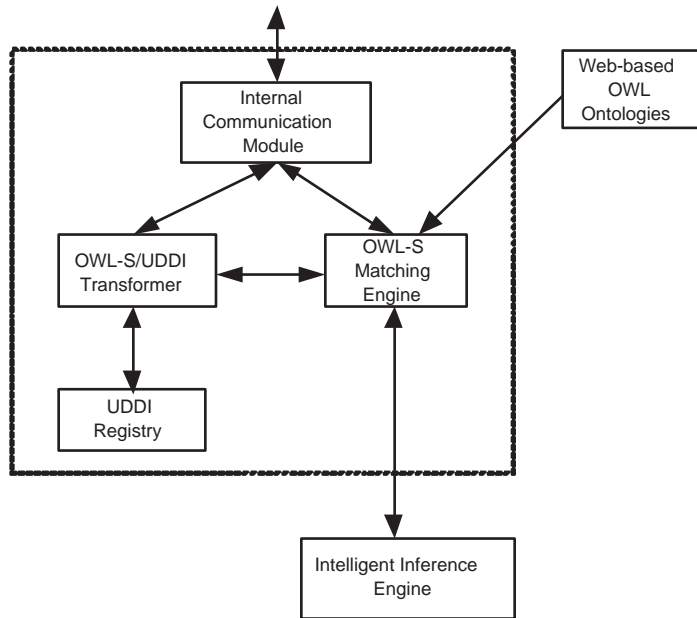 Internal
Communication
Module
Web-based
OWL
Ontologies
OWL-S/UDDI
Transformer
OWL-S
Matching
Engine
UDDI
Registry
Intelligent Inference
Engine